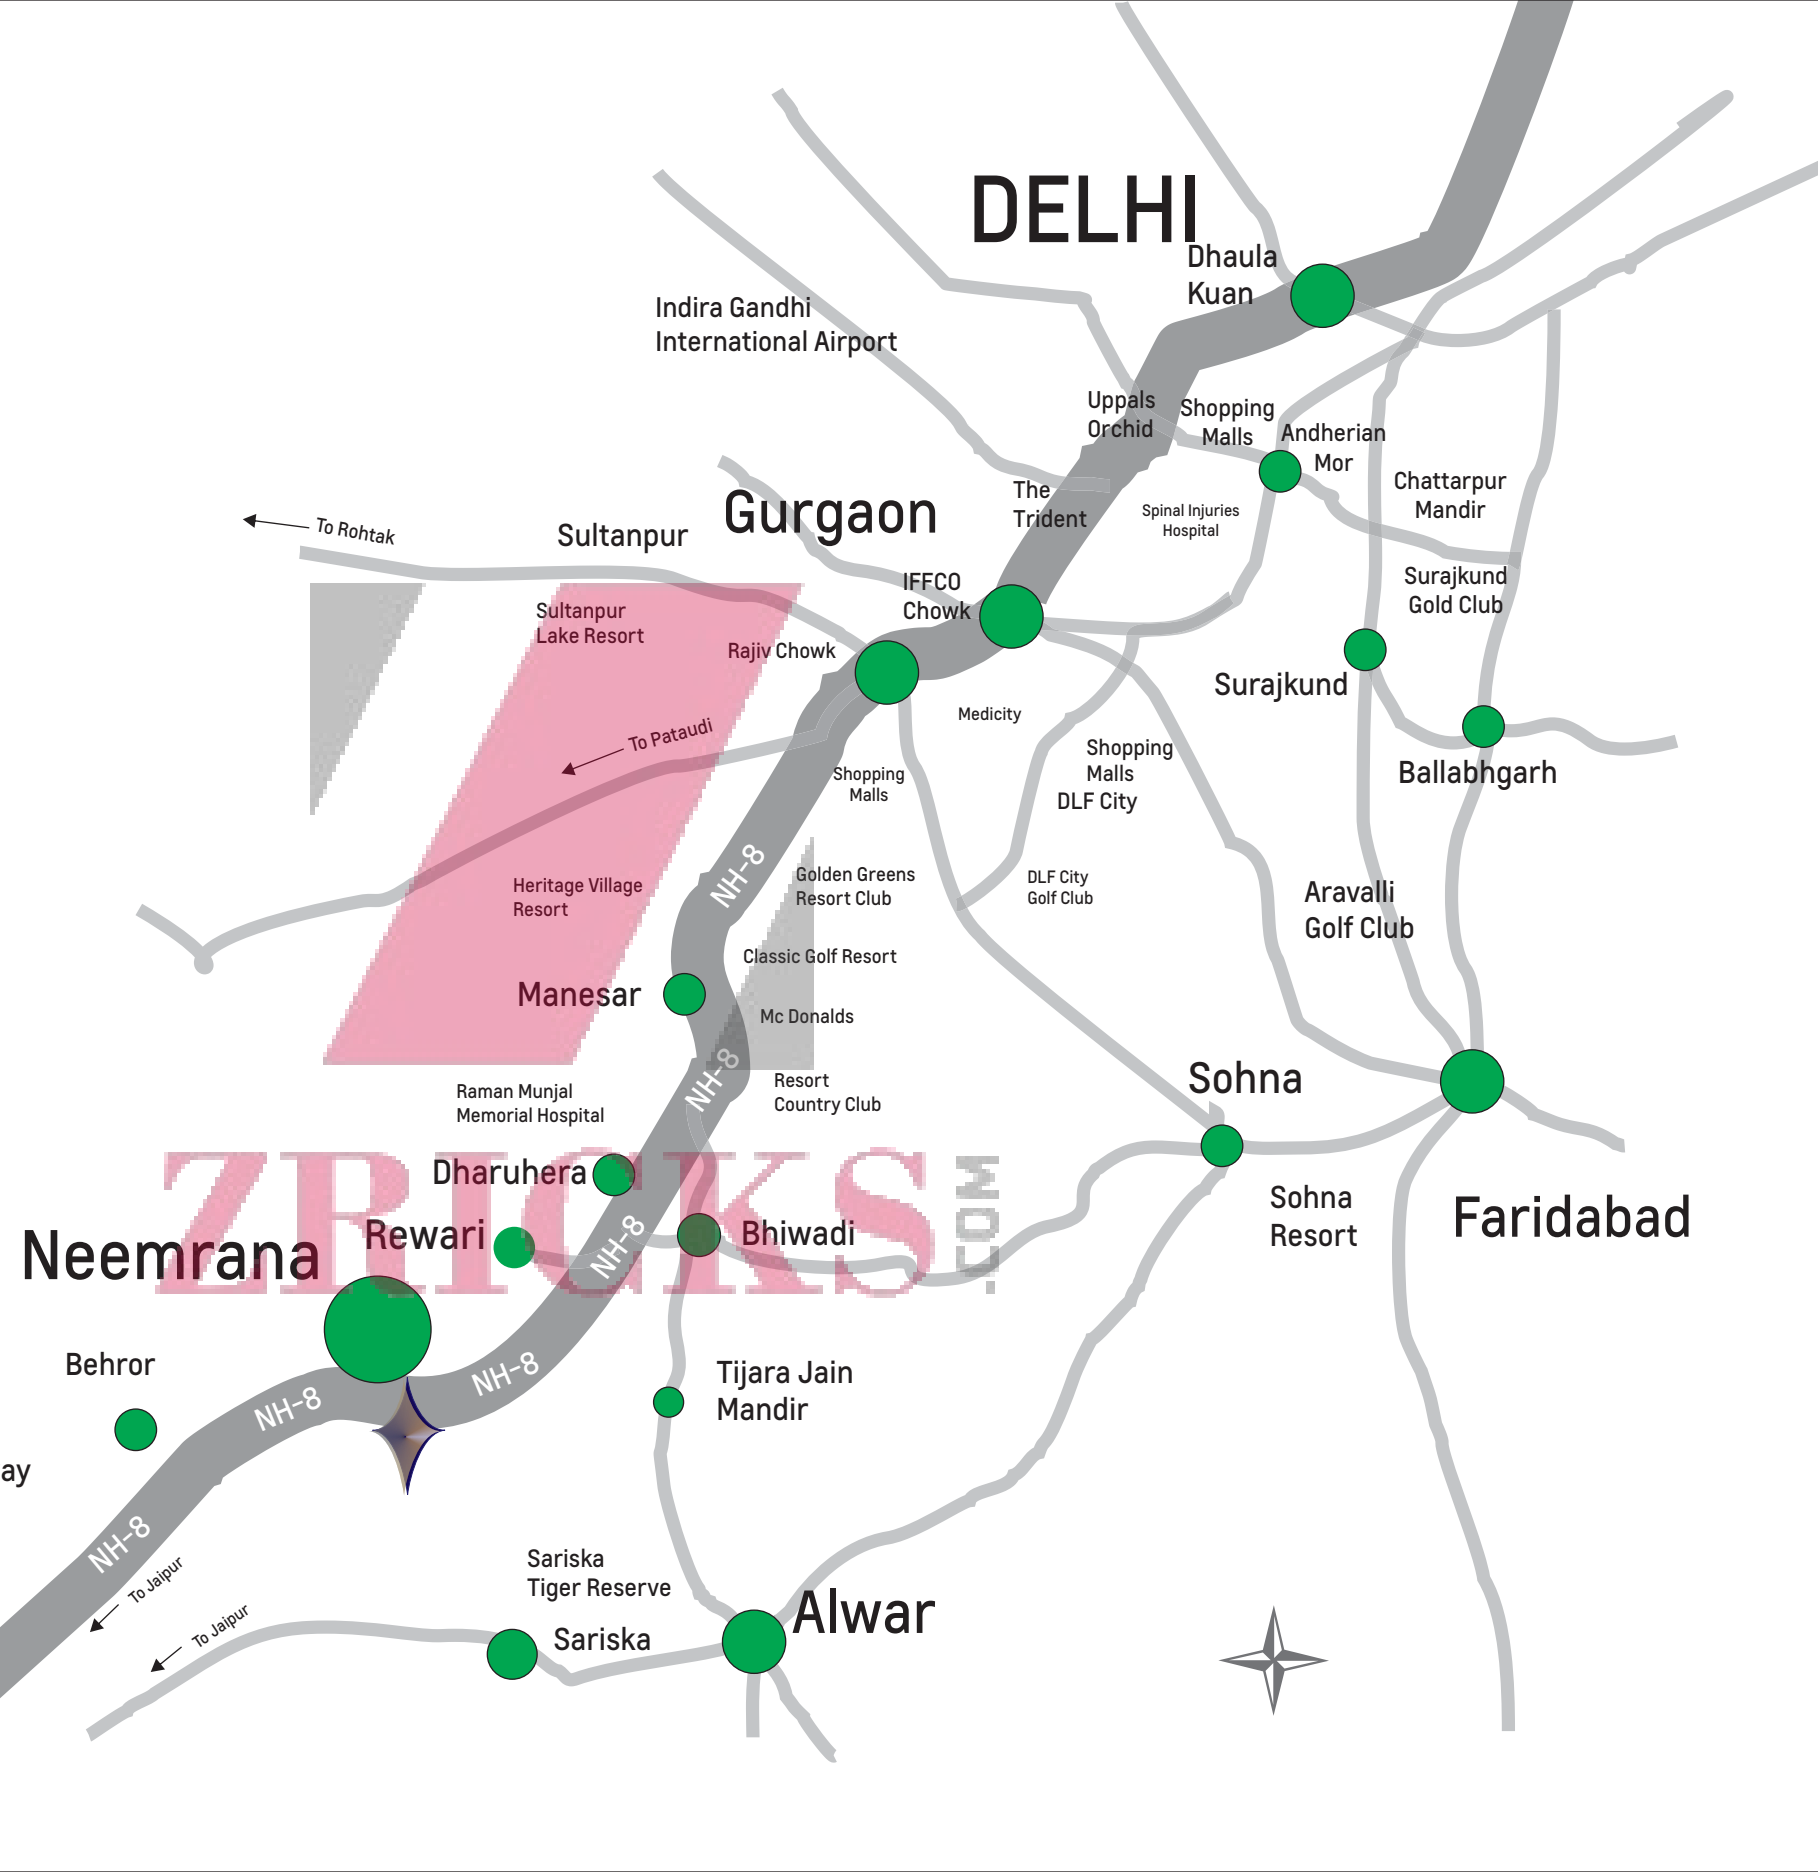 DELHI
Dhaula
Kuan
Indira Gandhi
International Airport
Uppals
Orchid
Shopping
Malls
Andherian
Mor
Chattarpur
Mandir
The
Trident
Spinal Injuries
Hospital
Gurgaon
To Rohtak
Sultanpur
IFFCO
Chowk
Surajkund
Gold Club
Sultanpur
Lake Resort
Rajiv Chowk
Surajkund
Medicity
To Pataudi
Shopping
Malls
DLF City
Ballabhgarh
Shopping
Malls
NH-8
Golden Greens
Resort Club
DLF City
Golf Club
Heritage Village
Resort
Aravalli
Golf Club
Classic Golf Resort
Manesar
Mc Donalds
NH-8
Resort
Country Club
Raman Munjal
Memorial Hospital
Sohna
ZRICKS
.COM
Dharuhera
Rewari
NH-8
Bhiwadi
Sohna
Resort
Faridabad
Neemrana
Behror
NH-8
NH-8
Tijara Jain
Mandir
ay
NH-8
To Jaipur
To Jaipur
Sariska
Tiger Reserve
Sariska
Alwar